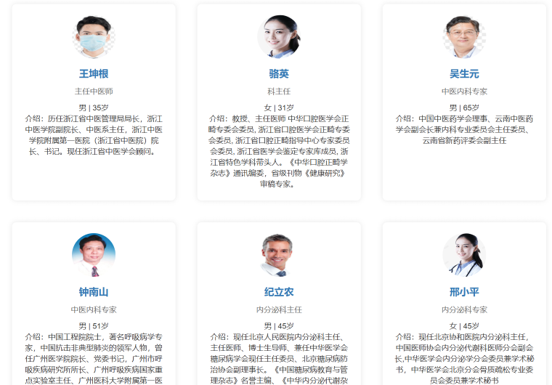 王坤根
主任中医师
男 | 35岁
介绍：历任浙江省中医管理局局长，浙江
中医学院副院长、中医系主任、浙江中医
学院附属第一医院（浙江省中医院）院
长、书记。现任浙江省中医学会顾问。
骆英
科主任
女 | 31岁
介绍：教授、主任医师 中华口腔医学会正
畸专委会委员, 浙江省口腔医学会正畸专委
会委员, 浙江省口腔医学指导中心专家委员
会委员, 浙江省医学会鉴定专家库成员, 浙
江省特色学科带头人。《中华口腔正畸学
杂志》通讯编委，省级刊物《健康研究》
审稿专家。
吴生元
中医内科专家
男 | 65岁
介绍：中国中医药学会理事、云南中医药
学会副会长兼内科专业委员会主任委员、
云南省新药评委会副主任
钟南山
中医内科专家
男 | 51岁
介绍：中国工程院院士，著名呼吸病学专
家，中国抗击非典型肺炎的领军人物，曾
任广州医学院院长、党委书记，广州市呼
吸疾病研究所所长、广州呼吸疾病国家重
点实验室主任、广州医科大学附属第一医
纪立农
内分泌科主任
男 | 45岁
介绍：现任北京人民医院内分泌科主任、
主任医师、博士生导师，兼任中华医学会
糖尿病学会现任主任委员、北京糖尿病防
治协会副理事长。《中国糖尿病教育与管
理杂志》名誉主编、《中华内分泌代谢杂
邢小平
内分泌科专家
女 | 45岁
介绍：现任北京协和医院内分泌科主任，
中国医师协会内分泌代谢科医师分会副会
长,中华医学会内分泌学分会委员兼学术秘
书、中华医学会北京分会骨质疏松专业委
员会委员兼学术秘书